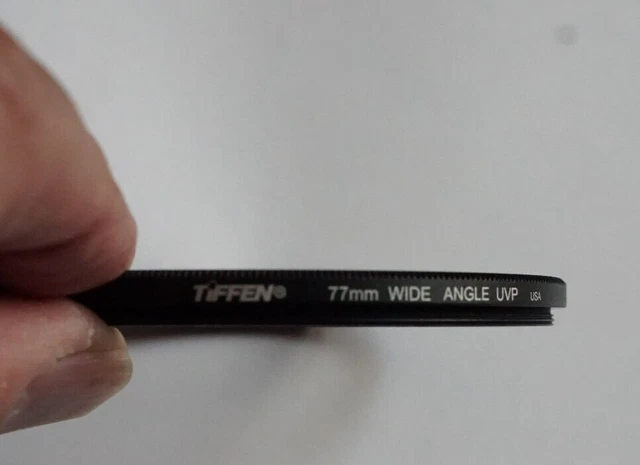 TIFFEN® 77mm WIDE ANGLE UVP USA